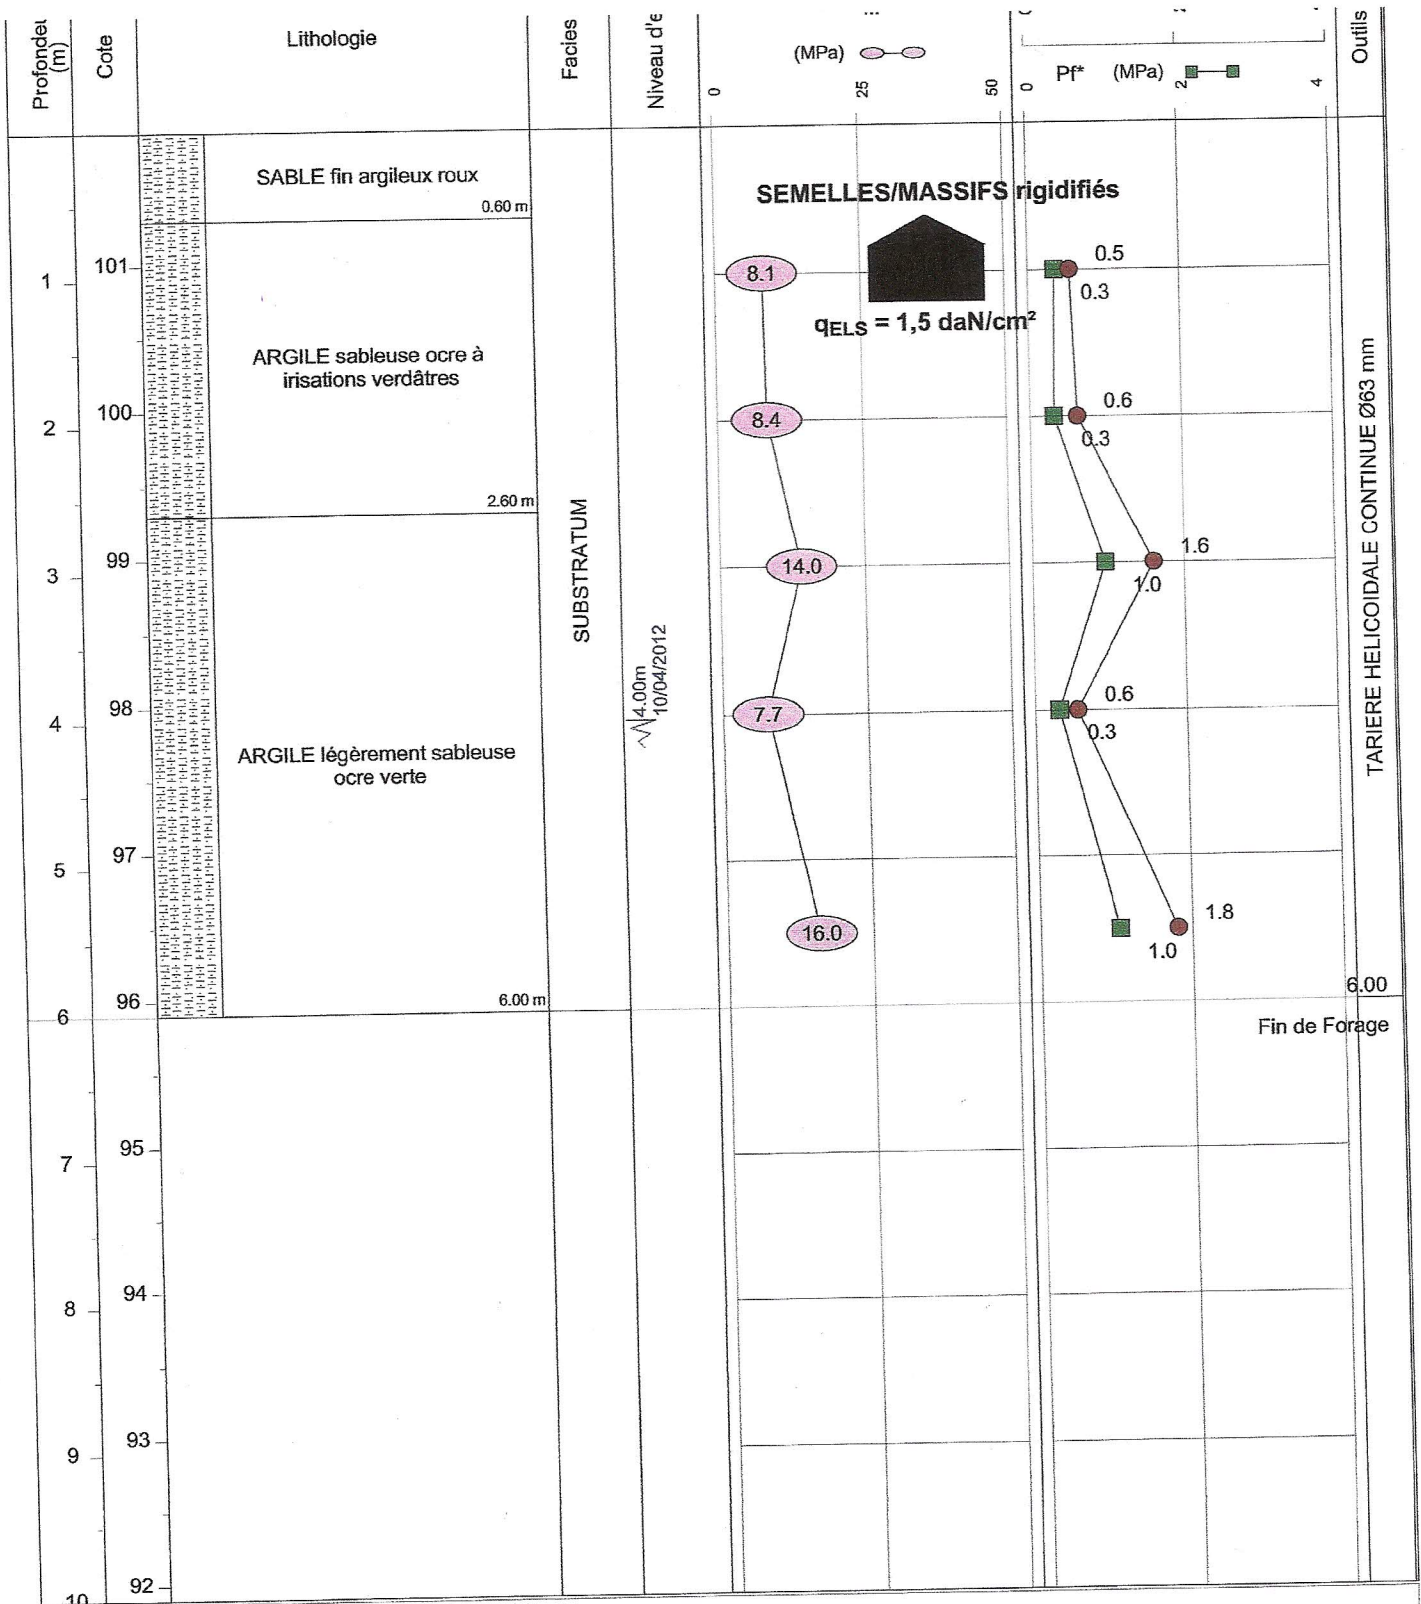 (m)
Cote
Lithologie
Facies
Niveau d'e
(MPa)
0
25
50
Pf*
(MPa)
0
2
4
Outils
SABLE fin argileux roux
0.60 m
SEMELLES/MASSIFS rigidifiés
qELS = 1,5 daN/cm²
ARGILE sableuse ocre à
irisations verdâtres
2.60 m
ARGILE légèrement sableuse
ocre verte
6.00 m
SUBSTRATUM
4.00m
10/04/2012
8.1
8.4
14.0
7.7
16.0
0.5
0.3
0.6
0.3
1.6
1.0
0.6
0.3
1.8
1.0
TARIERE HELICOIDALE CONTINUE Ø63 mm
6.00
Fin de Forage
1
2
3
4
5
6
7
8
9
10
101
100
99
98
97
96
95
94
93
92